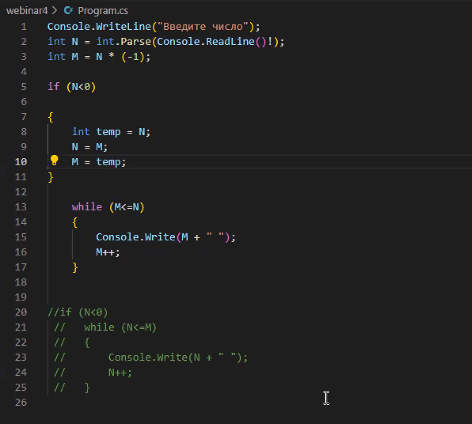 webinar4 > Program.cs
1 Console.WriteLine("Введите число");
2 int N = int.Parse(Console.ReadLine()!);
3 int M = N * (-1);
4
5 if (N<0)
6
7 {
8 int temp = N;
9 N = M;
10 M = temp;
11 }
12
13 while (M<=N)
14 {
15 Console.Write(M + " ");
16 M++;
17 }
18
19
20 //if (N<0)
21 // while (N<=M)
22 // {
23 // Console.Write(N + " ");
24 // N++;
25 // }
26